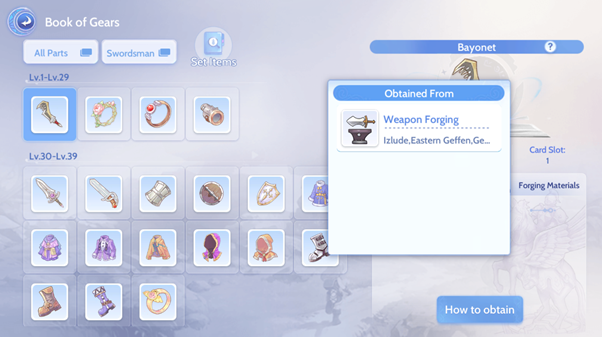 Book of Gears
All Parts
Swordsman
Set Items
Bayonet
?
Lv.1-Lv.29
Obtained From
Weapon Forging
Izlude,Eastern Geffen,Ge...
Card Slot:
1
Lv.30-Lv.39
Forging Materials
How to obtain